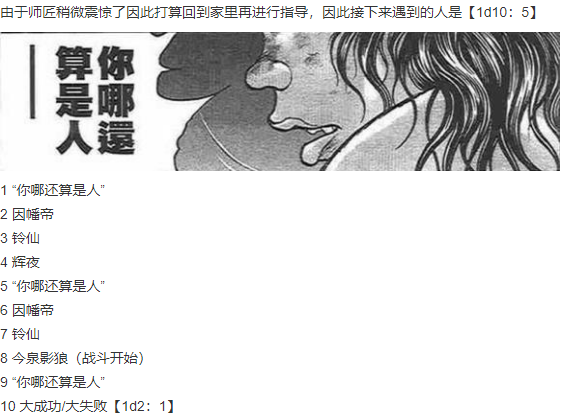 由于师匠稍微震惊了因此打算回到家里再进行指导，因此接下来遇到的人是【1d10：5】
你哪還
算是人
——
1 “你哪还算是人”
2 因幡帝
3 铃仙
4 辉夜
5 “你哪还算是人”
6 因幡帝
7 铃仙
8 今泉影狼（战斗开始）
9 “你哪还算是人”
10 大成功/大失败【1d2：1】